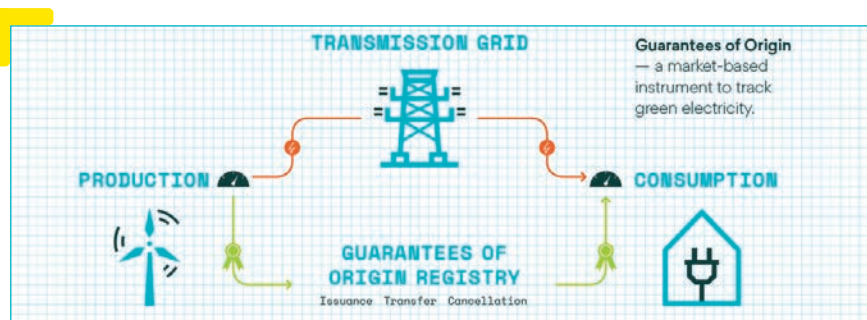 TRANSMISSION GRID
Guarantees of Origin
— a market-based
instrument to track
green electricity.
PRODUCTION
CONSUMPTION
GUARANTEES OF
ORIGIN REGISTRY
Issuance Transfer Cancellation